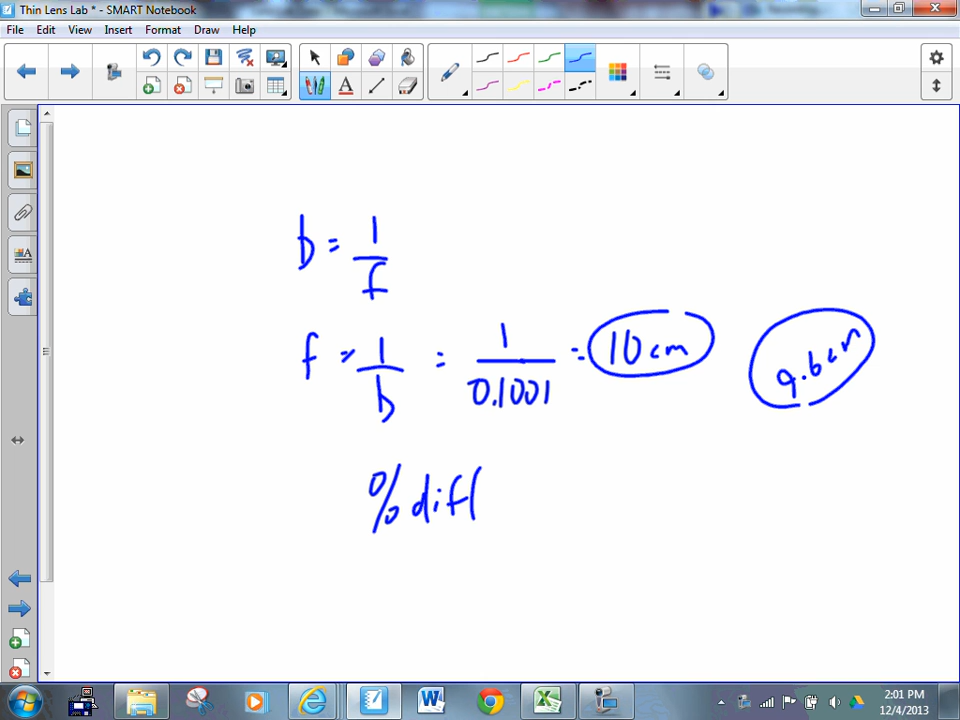 Thin Lens Lab * - SMART Notebook
File Edit View Insert Format Draw Help
b = 1/f
f = 1/b = 1/0.1001 = 10 cm 9.6 cm
% diff
2:01 PM
12/4/2013